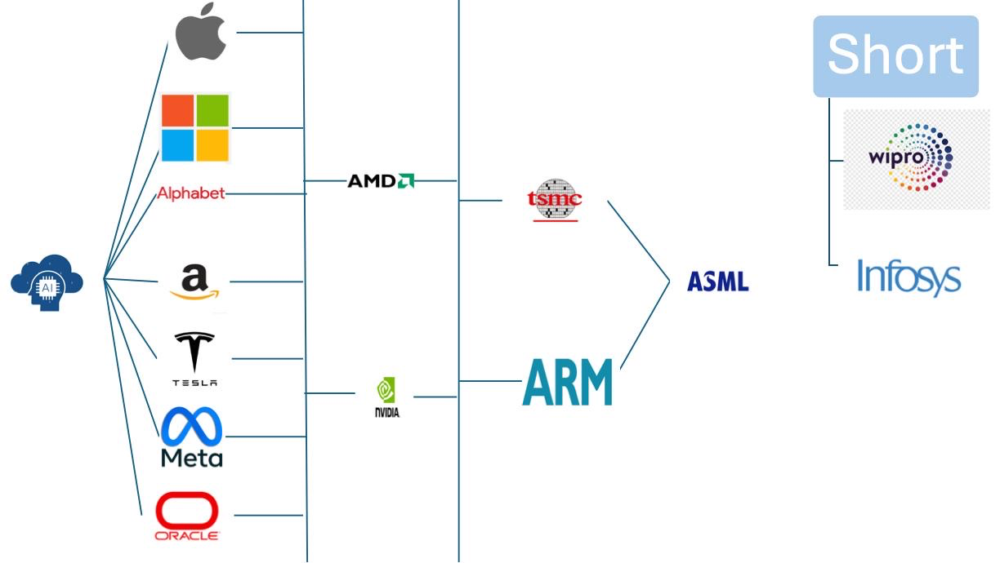 Short
wipro
AMD
Alphabet
tsmc
AI
Infosys
a
ASML
TESLA
ARM
NVIDIA
Meta
ORACLE